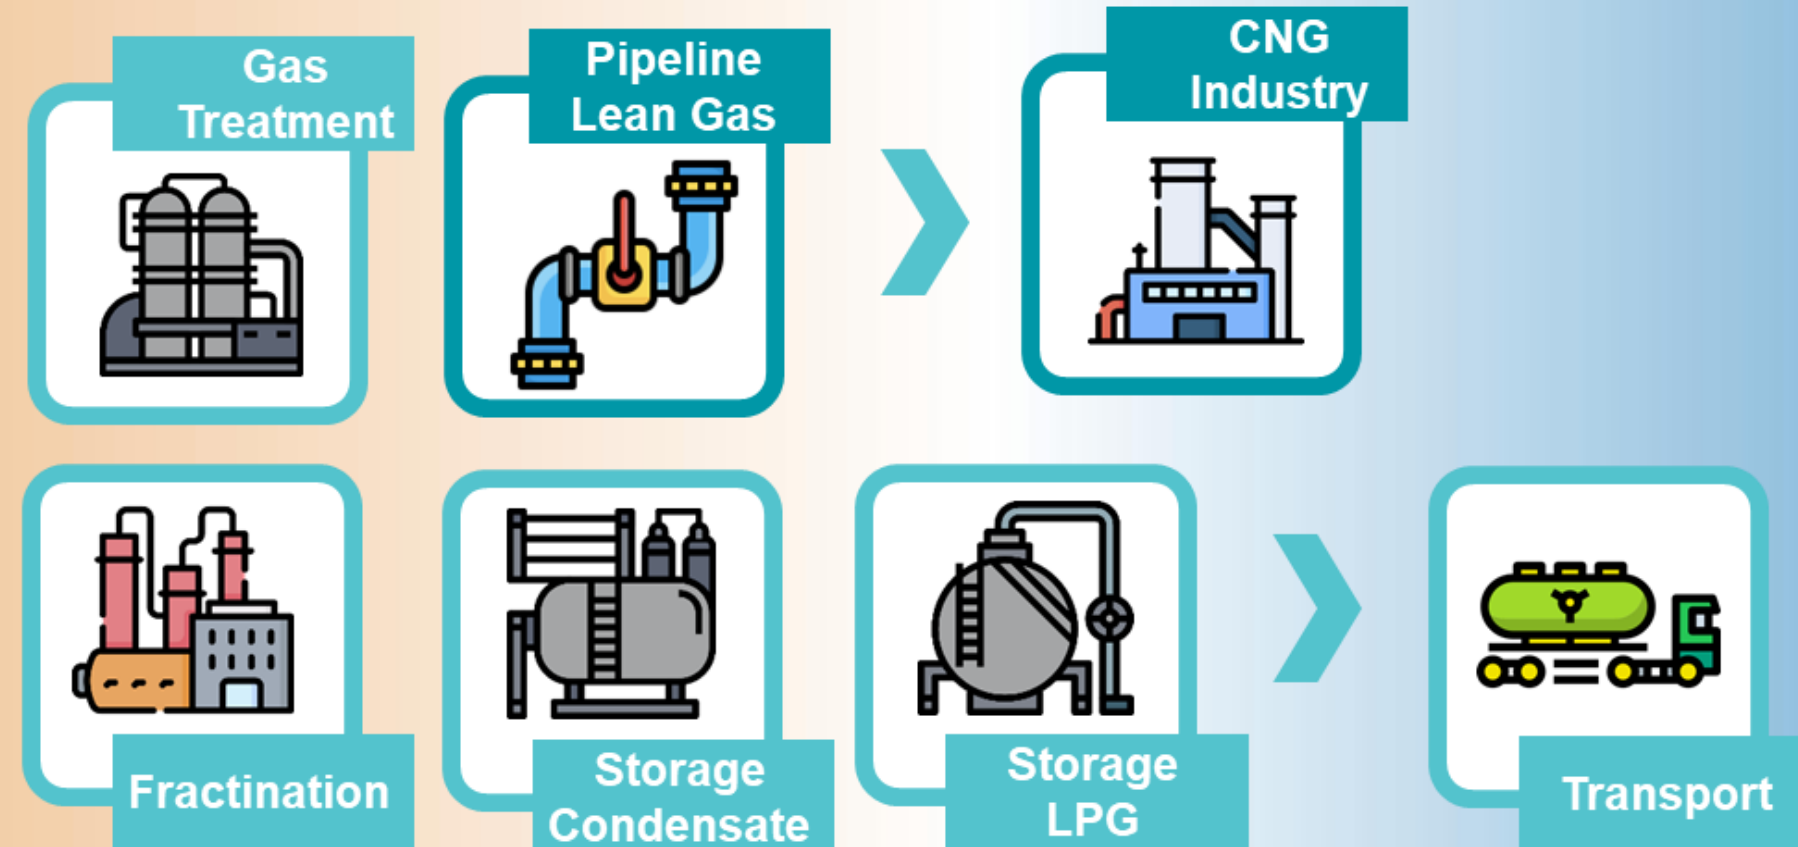 Gas
Treatment
Pipeline
Lean Gas
CNG
Industry
Fractination
Storage
Condensate
Storage
LPG
Transport